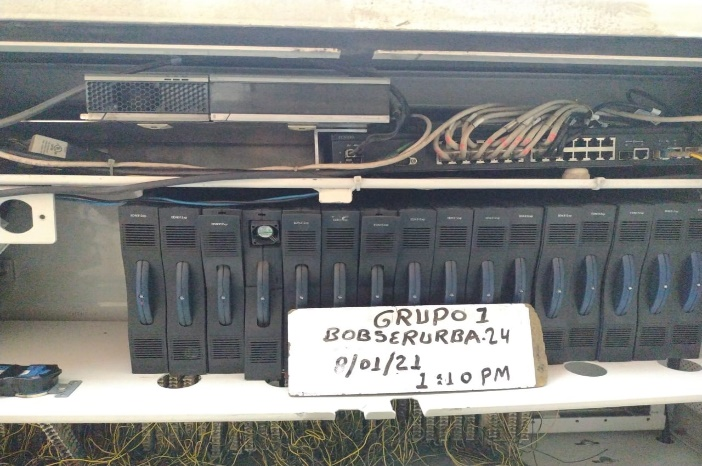 GRUPO 1
BOBSERURBA.24
8/01/21
1:10 PM